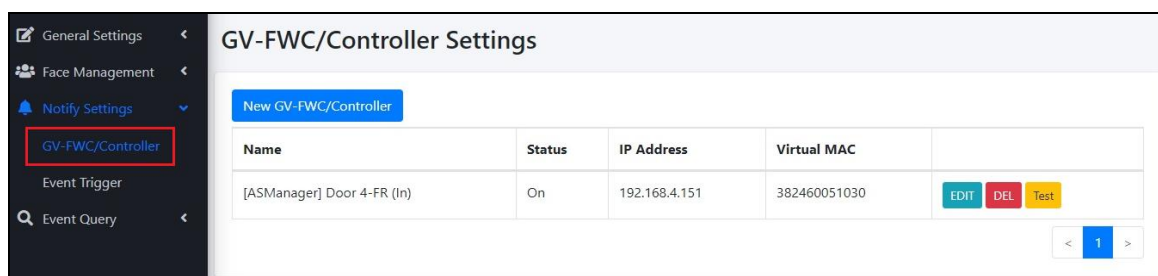 General Settings
Face Management
Notify Settings
GV-FWC/Controller
Event Trigger
Event Query
GV-FWC/Controller Settings
New GV-FWC/Controller
Name Status IP Address Virtual MAC
[ASManager] Door 4-FR (In) On 192.168.4.151 382460051030 EDIT DEL Test
< 1 >